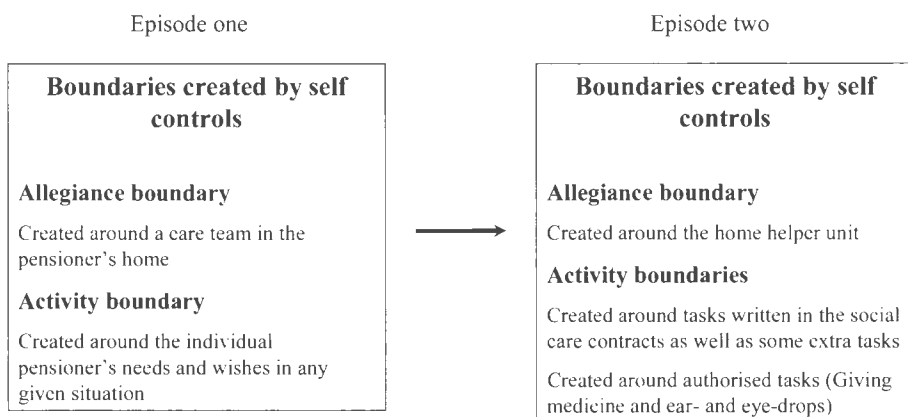 Episode one
Boundaries created by self
controls
Allegiance boundary
Created around a care team in the
pensioner's home
Activity boundary
Created around the individual
pensioner's needs and wishes in any
given situation
Episode two
Boundaries created by self
controls
Allegiance boundary
Created around the home helper unit
Activity boundaries
Created around tasks written in the social
care contracts as well as some extra tasks
Created around authorised tasks (Giving
medicine and ear- and eye-drops)